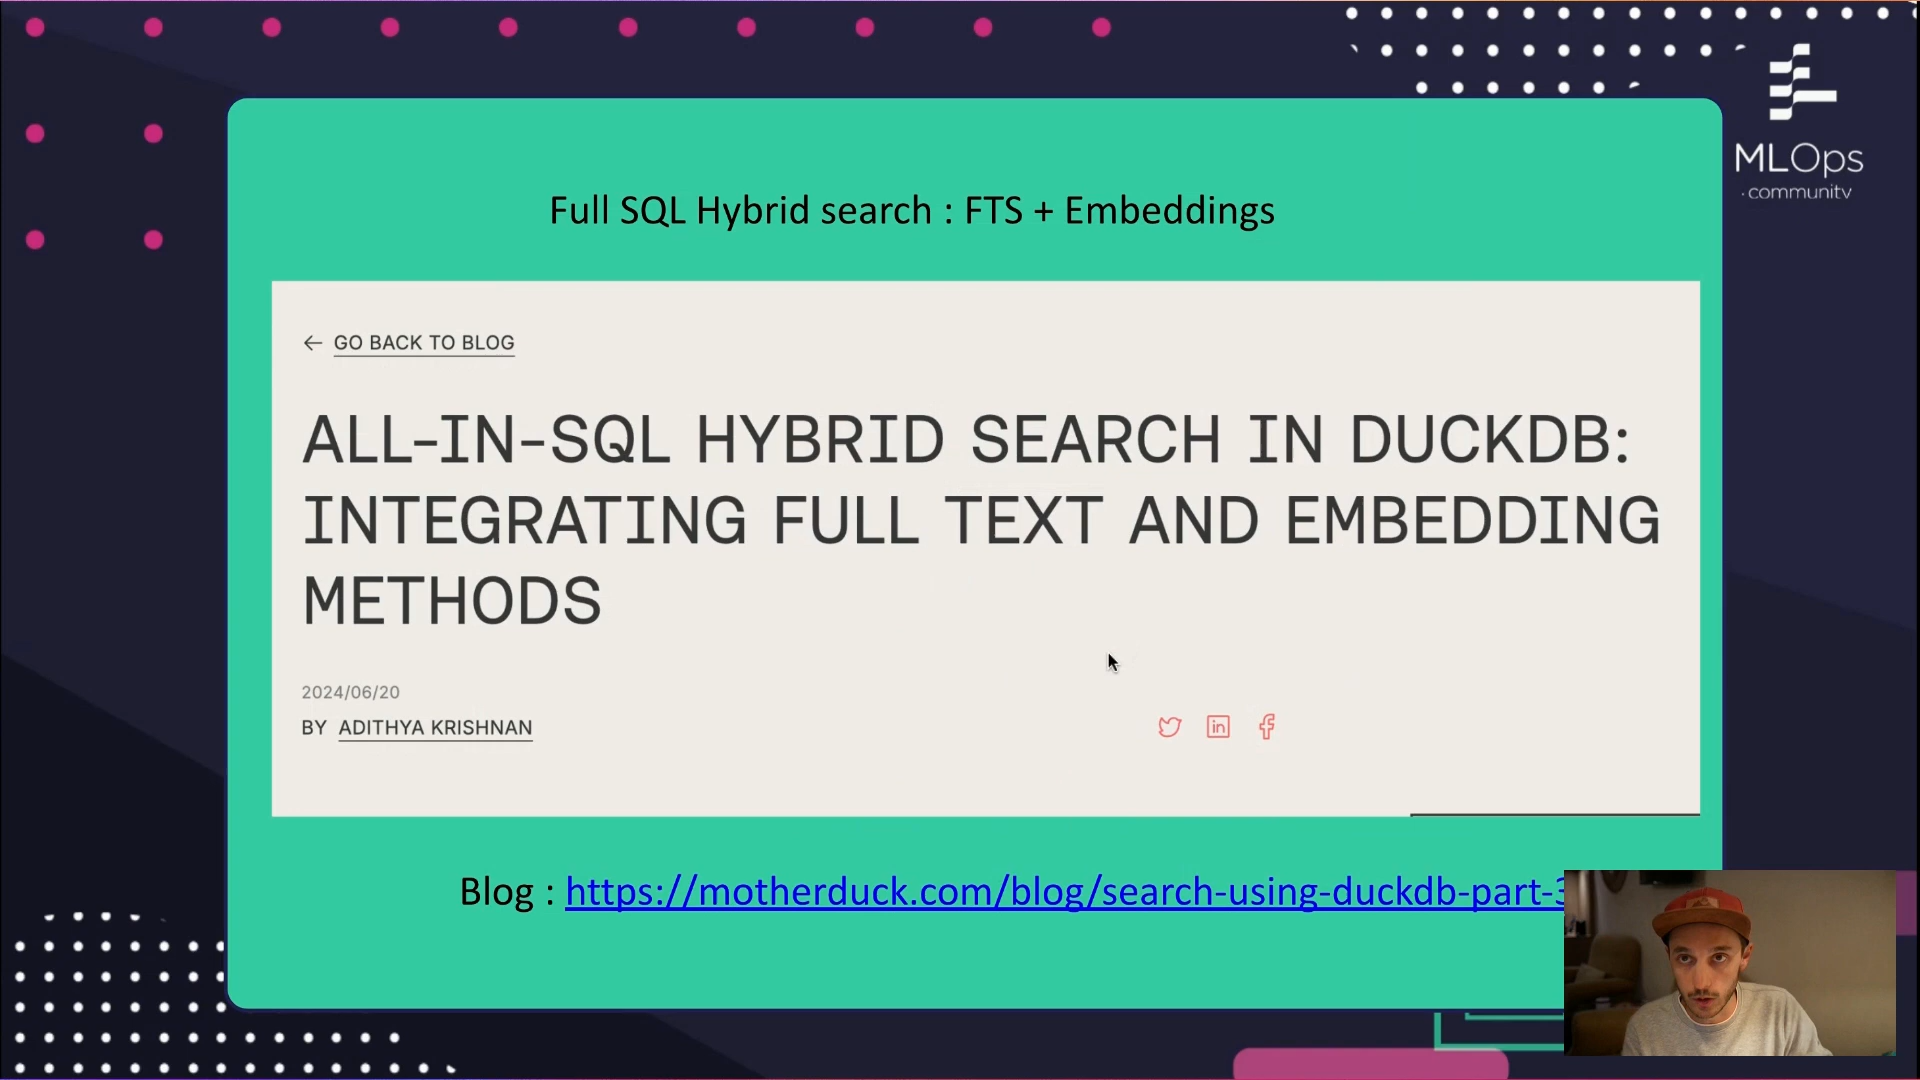 MLOps
.community
Full SQL Hybrid search : FTS + Embeddings
← GO BACK TO BLOG
ALL-IN-SQL HYBRID SEARCH IN DUCKDB:
INTEGRATING FULL TEXT AND EMBEDDING
METHODS
2024/06/20
BY ADITHYA KRISHNAN
Blog : https://motherduck.com/blog/search-using-duckdb-part-3